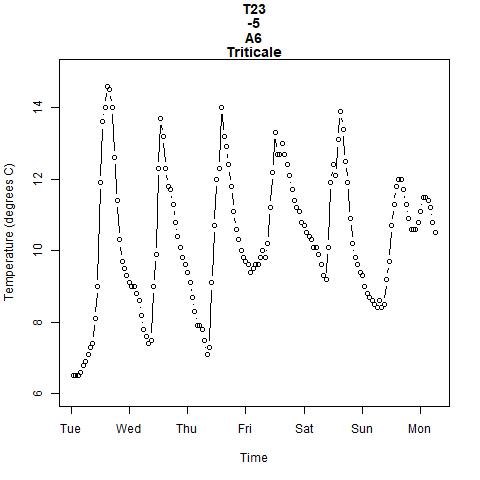 T23
-5
A6
Triticale
Temperature (degrees C)
14
12
10
8
6
Tue Wed Thu Fri Sat Sun Mon
Time